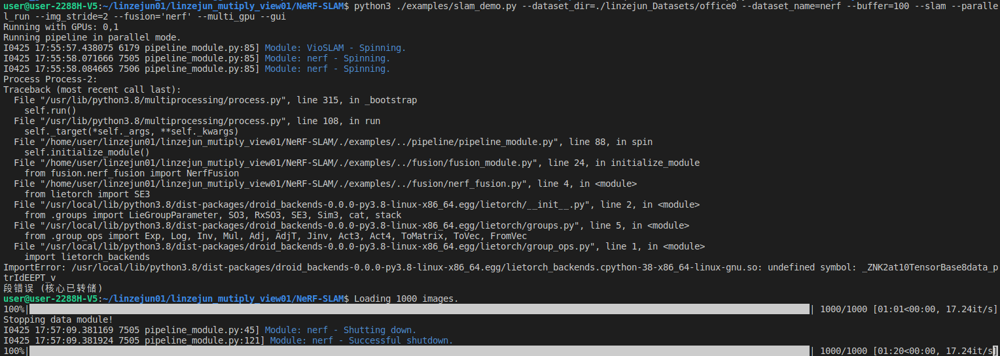 user@user-2288H-V5:~/linzejun01/linzejun_mutiply_view01/NeRF-SLAM$ python3 ./examples/slam_demo.py --dataset_dir=./linzejun_Datasets/office0 --dataset_name=nerf --buffer=100 --slam --paralle
l_run --img_stride=2 --fusion='nerf' --multi_gpu --gui
Running with GPUs: 0,1
Running pipeline in parallel mode.
I0425 17:55:57.438075 6179 pipeline_module.py:85] Module: VioSLAM - Spinning.
I0425 17:55:58.071666 7505 pipeline_module.py:85] Module: nerf - Spinning.
I0425 17:55:58.084665 7506 pipeline_module.py:85] Module: nerf - Spinning.
Process Process-2:
Traceback (most recent call last):
  File "/usr/lib/python3.8/multiprocessing/process.py", line 315, in _bootstrap
    self.run()
  File "/usr/lib/python3.8/multiprocessing/process.py", line 108, in run
    self._target(*self._args, **self._kwargs)
  File "/home/user/linzejun01/linzejun_mutiply_view01/NeRF-SLAM/./examples/../pipeline/pipeline_module.py", line 88, in spin
    self.initialize_module()
  File "/home/user/linzejun01/linzejun_mutiply_view01/NeRF-SLAM/./examples/../fusion/fusion_module.py", line 24, in initialize_module
    from fusion.nerf_fusion import NerfFusion
  File "/home/user/linzejun01/linzejun_mutiply_view01/NeRF-SLAM/./examples/../fusion/nerf_fusion.py", line 4, in <module>
    from lietorch import SE3
  File "/usr/local/lib/python3.8/dist-packages/droid_backends-0.0.0-py3.8-linux-x86_64.egg/lietorch/__init__.py", line 2, in <module>
    from .groups import LieGroupParameter, SO3, RxSO3, SE3, Sim3, cat, stack
  File "/usr/local/lib/python3.8/dist-packages/droid_backends-0.0.0-py3.8-linux-x86_64.egg/lietorch/groups.py", line 5, in <module>
    from .group_ops import Exp, Log, Inv, Mul, Adj, AdjT, Jinv, Act3, Act4, ToMatrix, ToVec, FromVec
  File "/usr/local/lib/python3.8/dist-packages/droid_backends-0.0.0-py3.8-linux-x86_64.egg/lietorch/group_ops.py", line 1, in <module>
    import lietorch_backends
ImportError: /usr/local/lib/python3.8/dist-packages/droid_backends-0.0.0-py3.8-linux-x86_64.egg/lietorch_backends.cpython-38-x86_64-linux-gnu.so: undefined symbol: _ZNK2at10TensorBase8data_p
trIdEEPT_v
段错误 (核心已转储)
user@user-2288H-V5:~/linzejun01/linzejun_mutiply_view01/NeRF-SLAM$ Loading 1000 images.
100%| | 1000/1000 [01:01<00:00, 17.24it/s]
Stopping data module!
I0425 17:57:09.381169 7505 pipeline_module.py:45] Module: nerf - Shutting down.
I0425 17:57:09.381924 7505 pipeline_module.py:121] Module: nerf - Successful shutdown.
100%| | 1000/1000 [01:20<00:00, 17.24it/s]